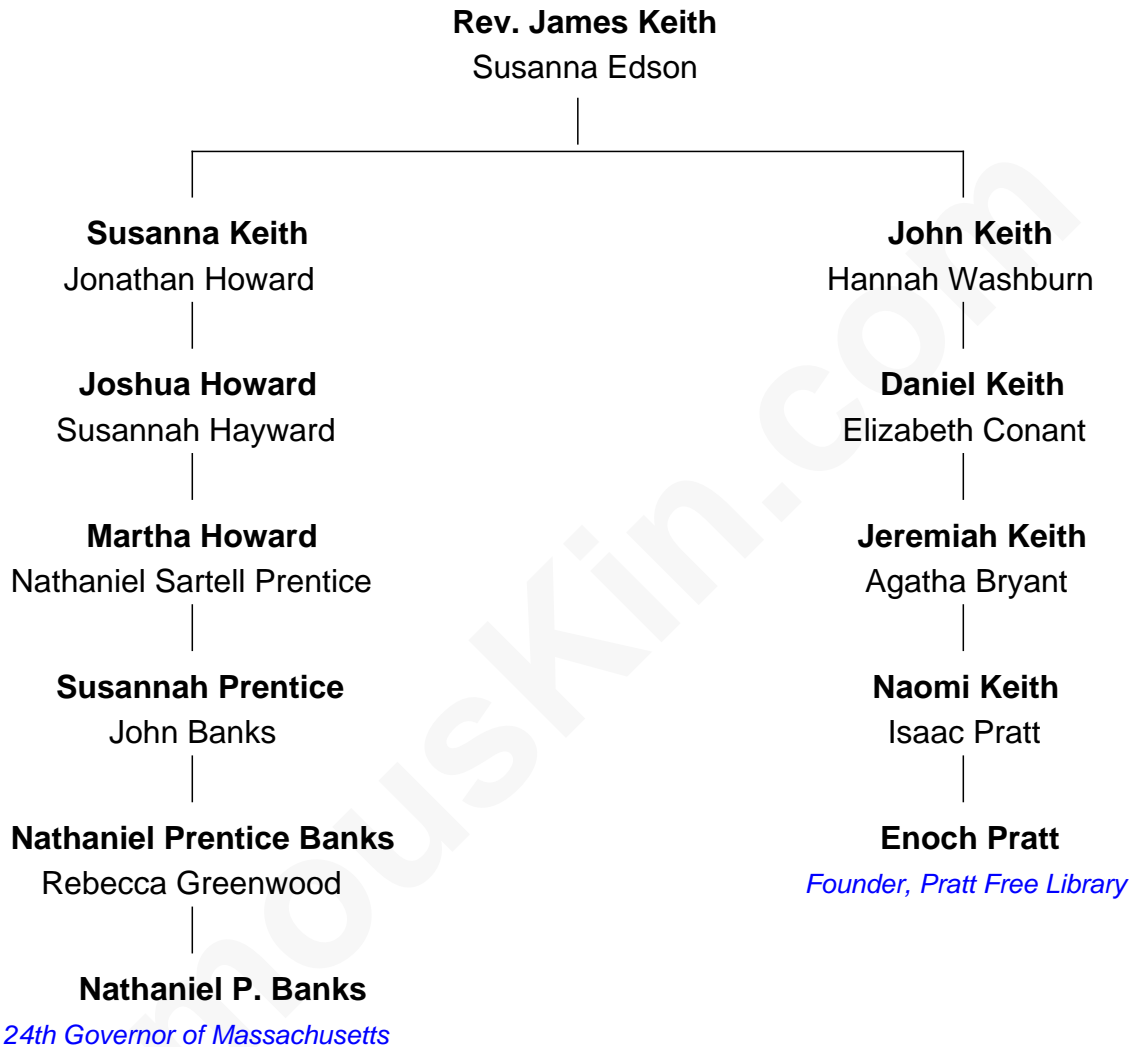 Rev. James Keith
Susanna Edson
Susanna Keith
Jonathan Howard
John Keith
Hannah Washburn
Joshua Howard
Susannah Hayward
Daniel Keith
Elizabeth Conant
Martha Howard
Nathaniel Sartell Prentice
Jeremiah Keith
Agatha Bryant
Susannah Prentice
John Banks
Naomi Keith
Isaac Pratt
Nathaniel Prentice Banks
Rebecca Greenwood
Enoch Pratt
Founder, Pratt Free Library
Nathaniel P. Banks
24th Governor of Massachusetts
mousKin.com